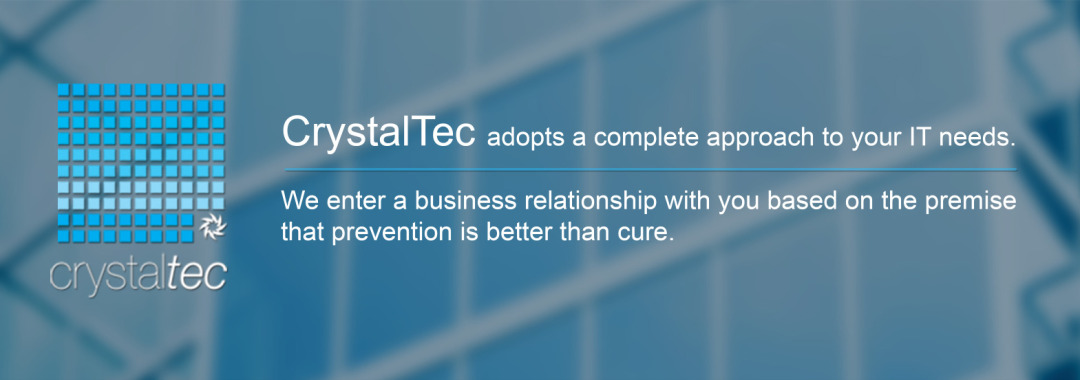 CrystalTec adopts a complete approach to your IT needs.
We enter a business relationship with you based on the premise
that prevention is better than cure.
crystaltec